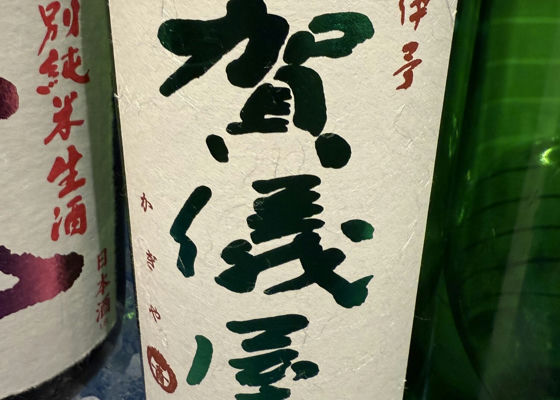 伊予
賀儀屋
かぎや
別純米生酒
日本酒